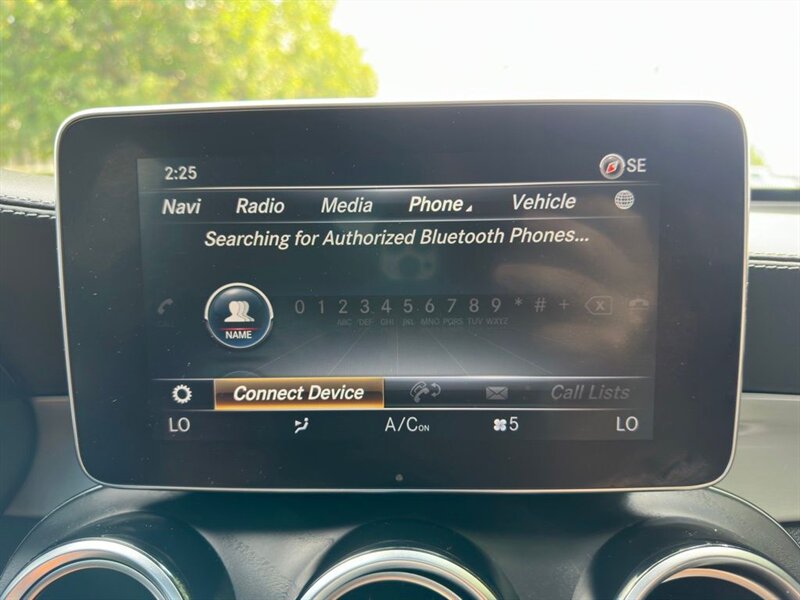 2:25 SE
Navi Radio Media Phone Vehicle
Searching for Authorized Bluetooth Phones...
0 1 2 3 4 5 6 7 8 9 * # + X
ABC DEF GHI JKL MNO PQRS TUV WXYZ
NAME
Connect Device Call Lists
LO A/C ON 5 LO